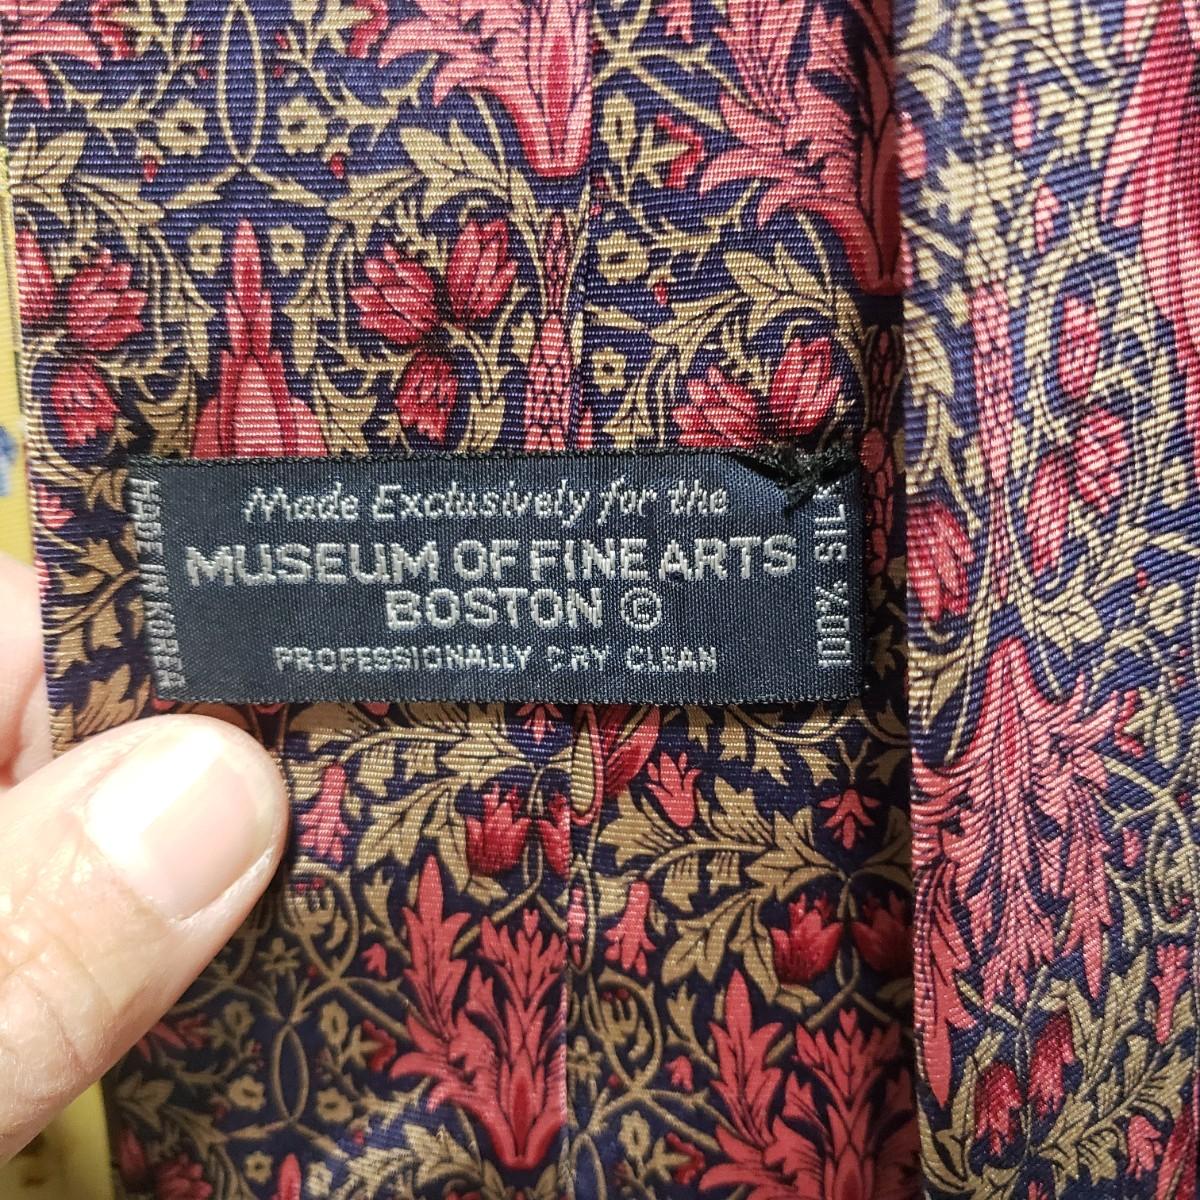 Made Exclusively for the
MUSEUM OF FINE ARTS
BOSTON ©
PROFESSIONALLY DRY CLEAN
MADE IN KOREA
100% SILK